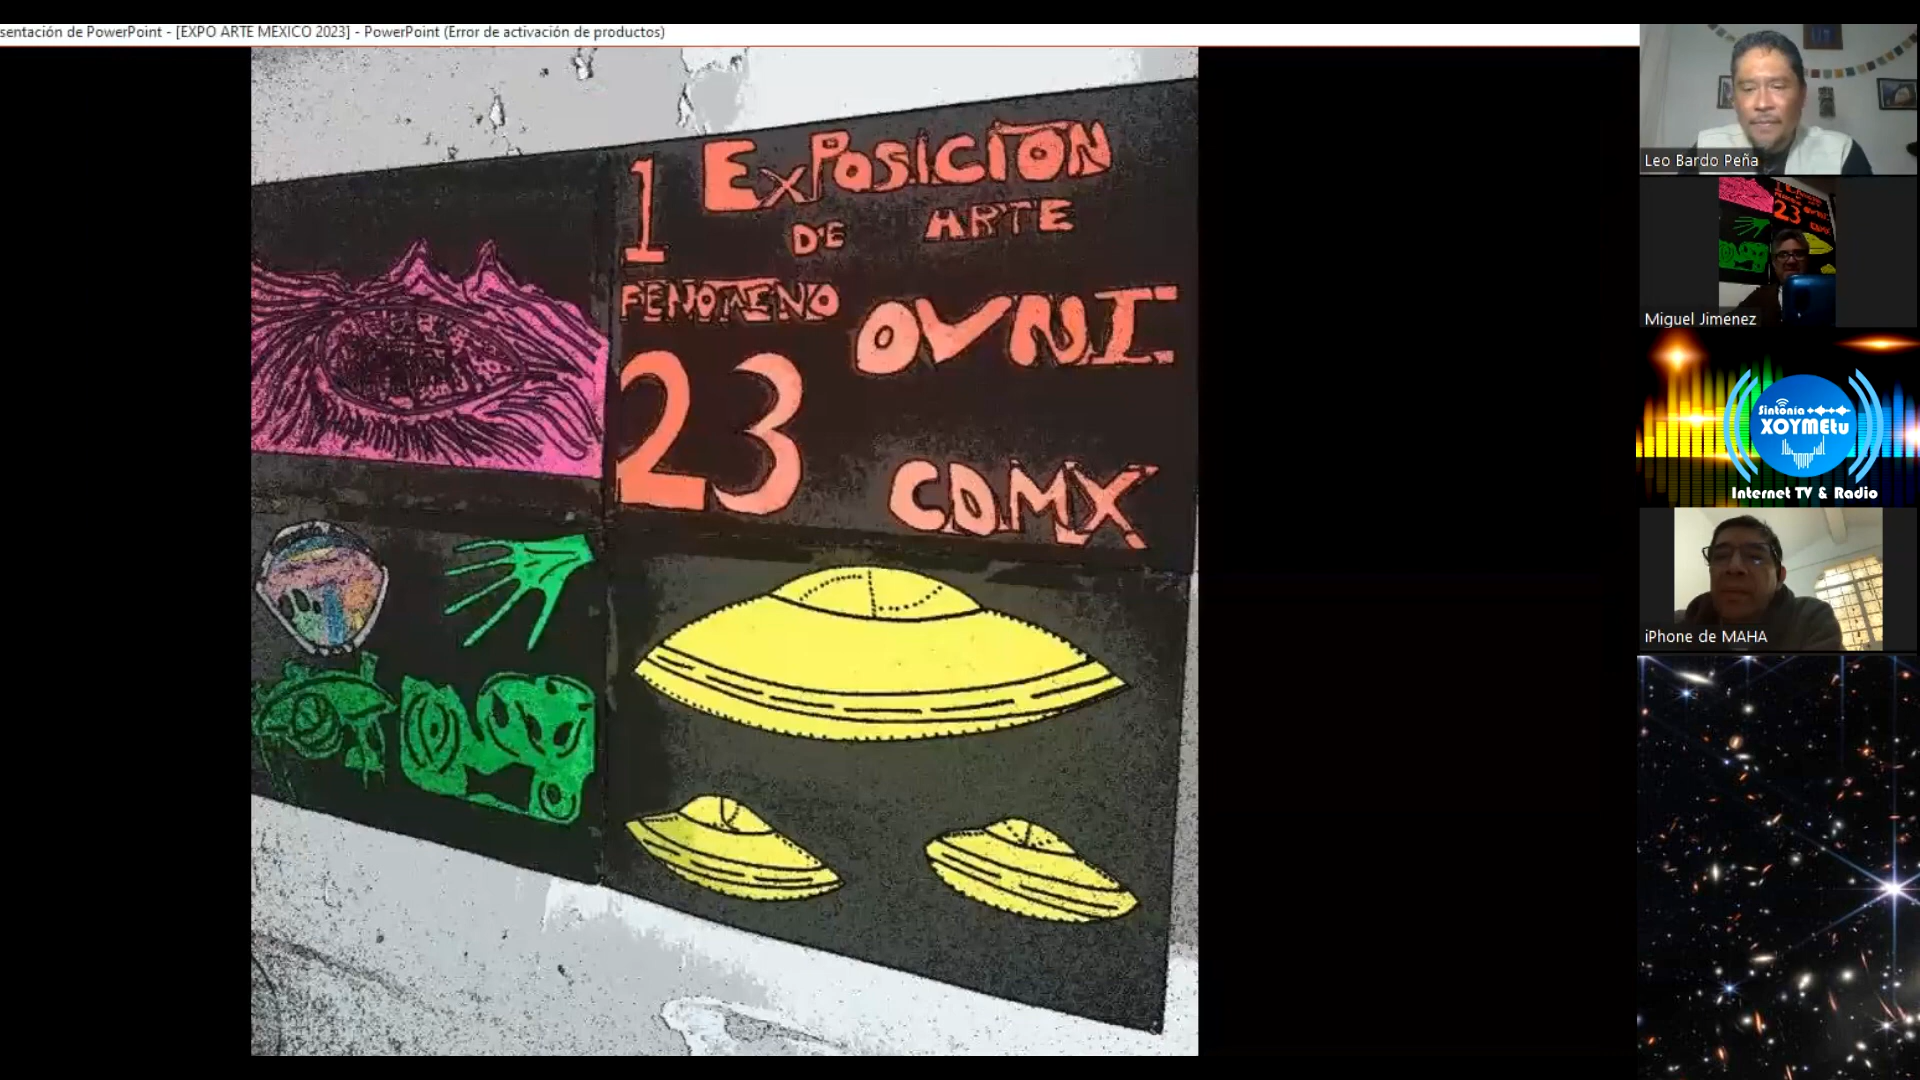 sentación de PowerPoint - [EXPO ARTE MEXICO 2023] - PowerPoint (Error de activación de productos)
1 EXPOSICION
DE ARTE
FENOMENO OVNI
23
CDMX
Leo Bardo Peña
Miguel Jimenez
Sintonía
XOYMEtu
Internet TV & Radio
iPhone de MAHA